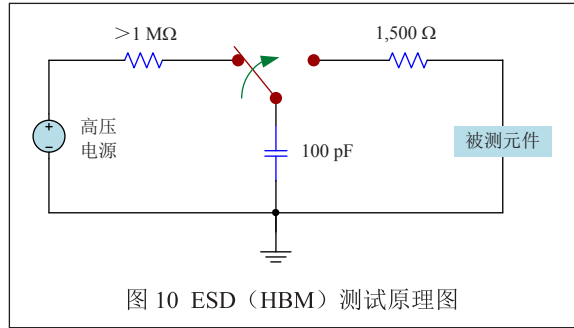 >1 MΩ
1,500 Ω
高压
电源
100 pF
被测元件
图 10 ESD（HBM）测试原理图